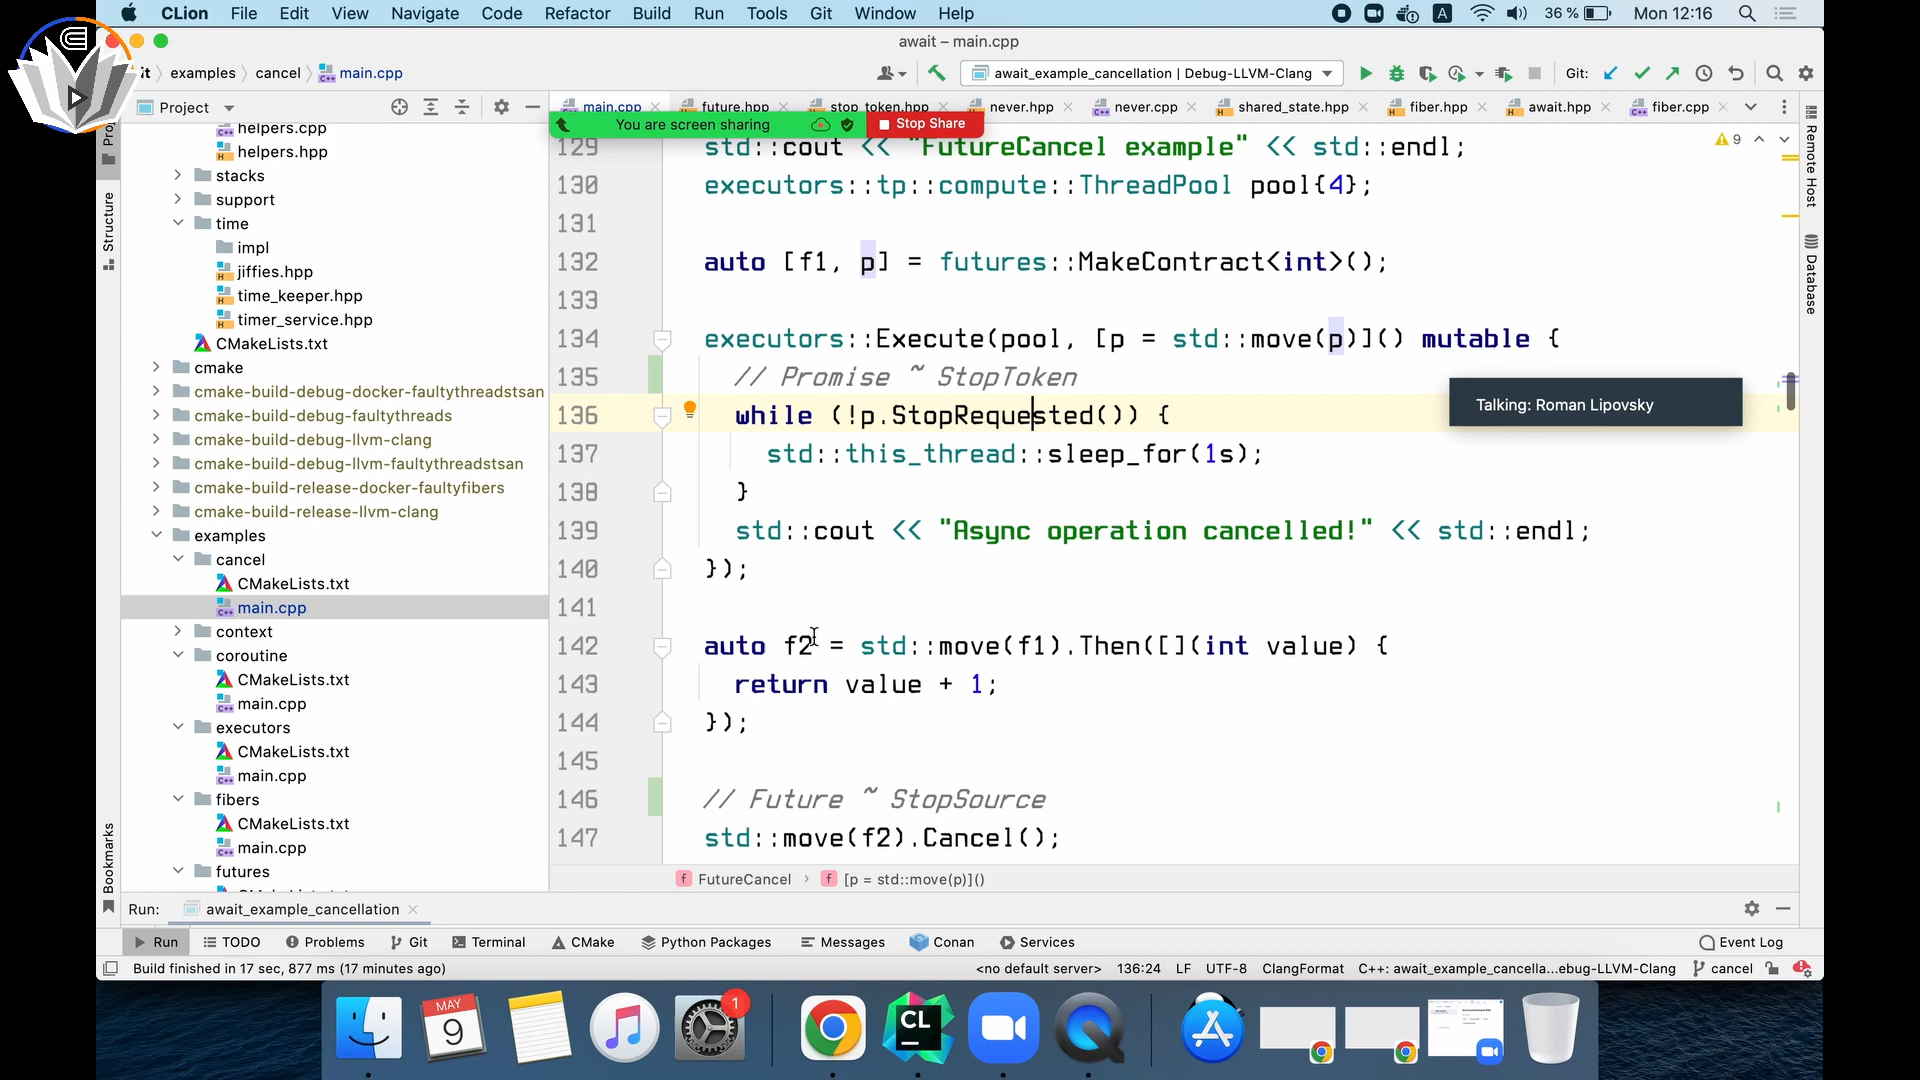 CLion File Edit View Navigate Code Refactor Build Run Tools Git Window Help
A 36 % Mon 12:16
await – main.cpp
it examples cancel main.cpp
await_example_cancellation | Debug-LLVM-Clang
Git:
Project
main.cpp future.hpp stop_token.hpp never.hpp never.cpp shared_state.hpp fiber.hpp await.hpp fiber.cpp
You are screen sharing
Stop Share
9
helpers.cpp
helpers.hpp
stacks
support
time
impl
jiffies.hpp
time_keeper.hpp
timer_service.hpp
CMakeLists.txt
cmake
cmake-build-debug-docker-faultythreadstsan
cmake-build-debug-faultythreads
cmake-build-debug-llvm-clang
cmake-build-debug-llvm-faultythreadstsan
cmake-build-release-docker-faultyfibers
cmake-build-release-llvm-clang
examples
cancel
CMakeLists.txt
main.cpp
context
coroutine
CMakeLists.txt
main.cpp
executors
CMakeLists.txt
main.cpp
fibers
CMakeLists.txt
main.cpp
futures
Structure
Bookmarks
129 std::cout << "FutureCancel example" << std::endl;
130 executors::tp::compute::ThreadPool pool{4};
131
132 auto [f1, p] = futures::MakeContract<int>();
133
134 executors::Execute(pool, [p = std::move(p)]() mutable {
135 // Promise ~ StopToken
136 while (!p.StopRequested()) {
137 std::this_thread::sleep_for(1s);
138 }
139 std::cout << "Async operation cancelled!" << std::endl;
140 });
141
142 auto f2 = std::move(f1).Then([](int value) {
143 return value + 1;
144 });
145
146 // Future ~ StopSource
147 std::move(f2).Cancel();
Talking: Roman Lipovsky
Remote Host
Database
f FutureCancel f [p = std::move(p)]()
Run: await_example_cancellation
Run TODO Problems Git Terminal CMake Python Packages Messages Conan Services Event Log
Build finished in 17 sec, 877 ms (17 minutes ago)
<no default server> 136:24 LF UTF-8 ClangFormat C++: await_example_cancella...ebug-LLVM-Clang cancel
MAY
9
1
CL